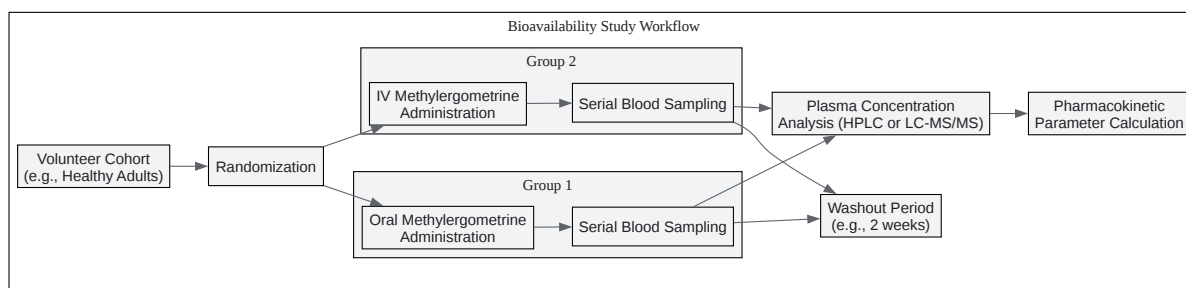 Bioavailability Study Workflow
Group 2
IV Methylergometrine
Administration
Serial Blood Sampling
Plasma Concentration
Analysis (HPLC or LC-MS/MS)
Pharmacokinetic
Parameter Calculation
Volunteer Cohort
(e.g., Healthy Adults)
Randomization
Group 1
Oral Methylergometrine
Administration
Serial Blood Sampling
Washout Period
(e.g., 2 weeks)